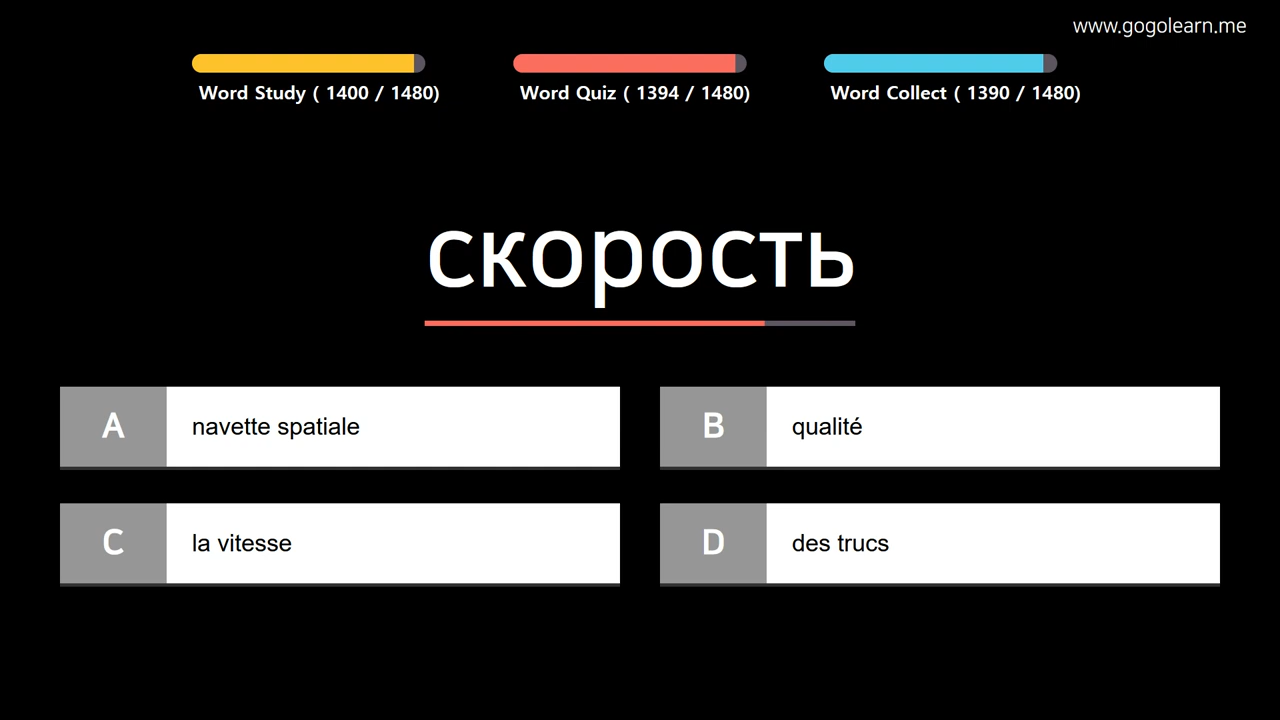 www.gogolearn.me
Word Study ( 1400 / 1480)
Word Quiz ( 1394 / 1480)
Word Collect ( 1390 / 1480)
скорость
A navette spatiale
B qualité
C la vitesse
D des trucs